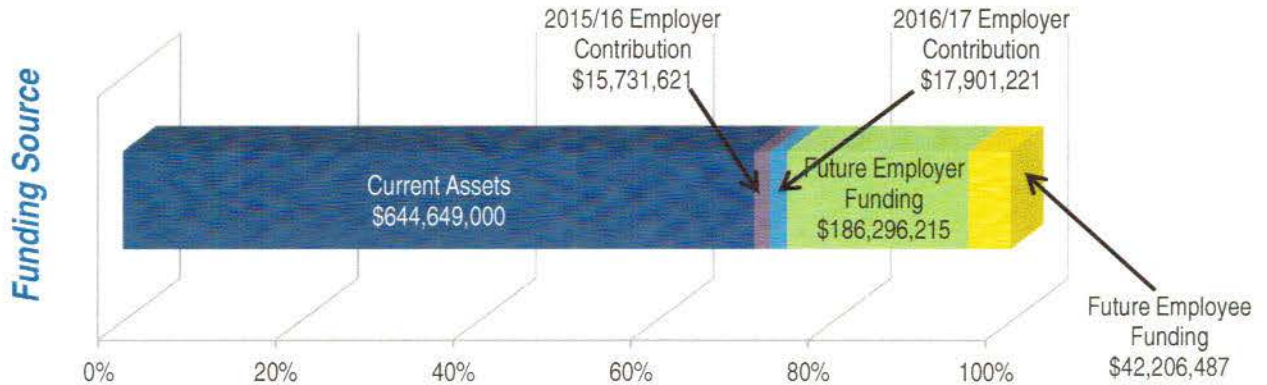 2015/16 Employer
Contribution
$15,731,621
2016/17 Employer
Contribution
$17,901,221
Funding Source
Current Assets
$644,649,000
Future Employer
Funding
$186,296,215
Future Employee
Funding
$42,206,487
0%
20%
40%
60%
80%
100%